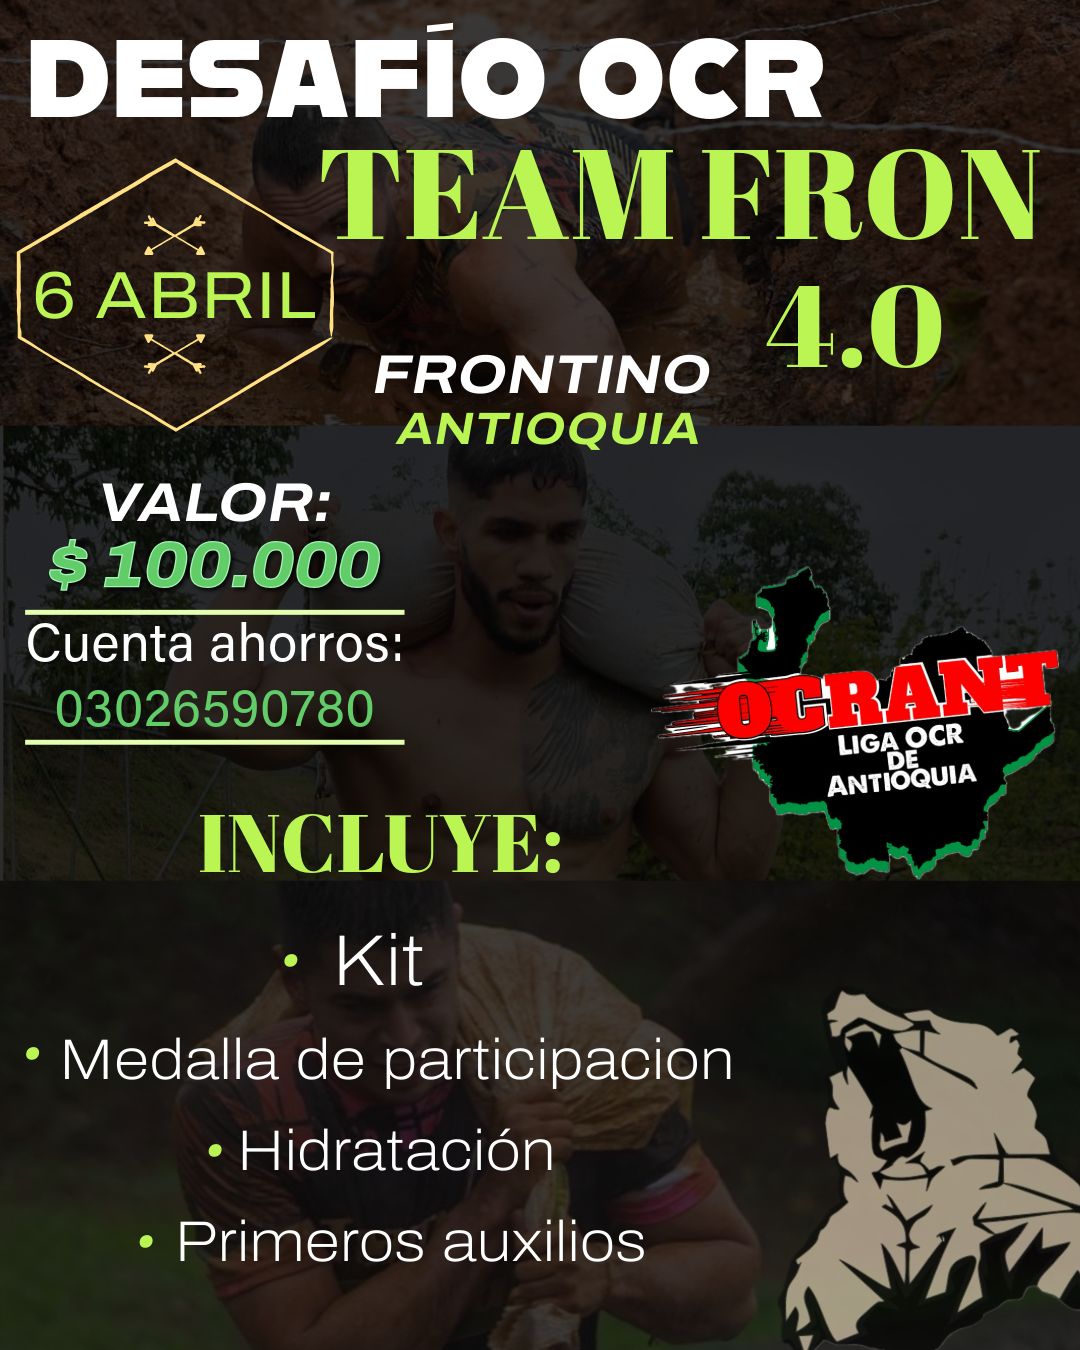 DESAFÍO OCR
TEAM FRON
4.0
6 ABRIL
FRONTINO
ANTIOQUIA
VALOR:
$ 100.000
Cuenta ahorros:
03026590780
OCRANT
LIGA OCR
DE
ANTIOQUIA
INCLUYE:
• Kit
• Medalla de participacion
• Hidratación
• Primeros auxilios